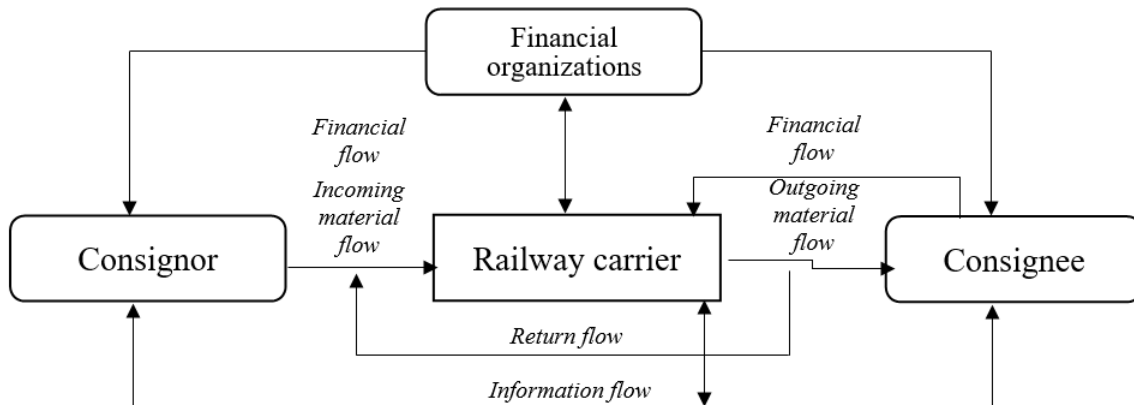 Financial
organizations
Financial
flow
Financial
flow
Incoming
material
flow
Outgoing
material
flow
Consignor
Railway carrier
Consignee
Return flow
Information flow